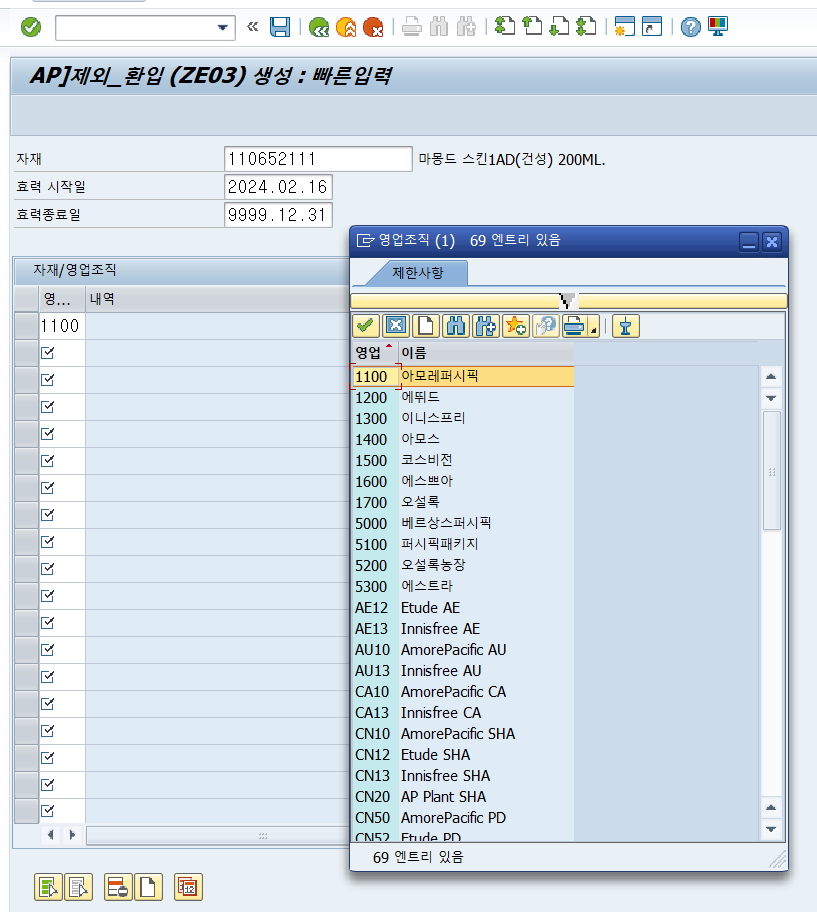 AP]제외_환입 (ZE03) 생성 : 빠른입력
자재 110652111 마몽드 스킨1AD(건성) 200ML.
효력 시작일 2024.02.16
효력종료일 9999.12.31
자재/영업조직
영... 내역
1100
영업조직 (1) 69 엔트리 있음
제한사항
영업 이름
1100 아모레퍼시픽
1200 에뛰드
1300 이니스프리
1400 아모스
1500 코스비전
1600 에스쁘아
1700 오설록
5000 베르상스퍼시픽
5100 퍼시픽패키지
5200 오설록농장
5300 에스트라
AE12 Etude AE
AE13 Innisfree AE
AU10 AmorePacific AU
AU13 Innisfree AU
CA10 AmorePacific CA
CA13 Innisfree CA
CN10 AmorePacific SHA
CN12 Etude SHA
CN13 Innisfree SHA
CN20 AP Plant SHA
CN50 AmorePacific PD
CN52 Etude PD
69 엔트리 있음